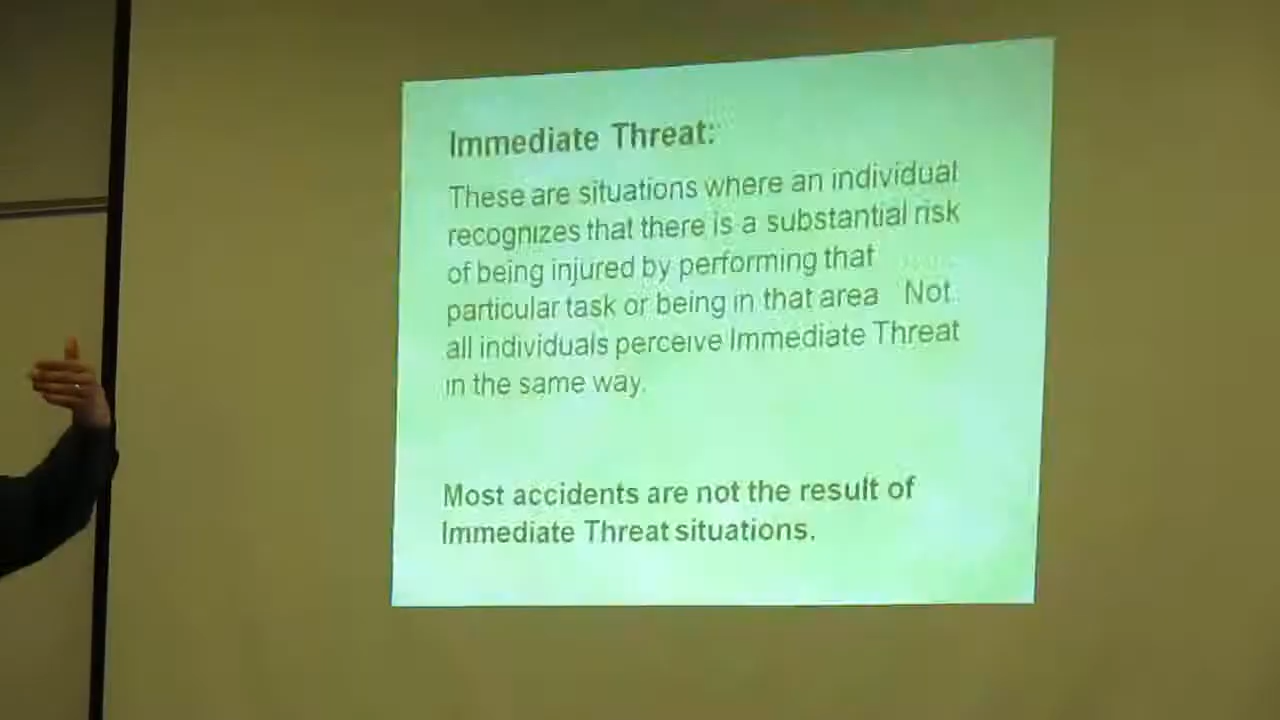 Immediate Threat:
These are situations where an individual
recognizes that there is a substantial risk
of being injured by performing that
particular task or being in that area Not
all individuals perceive Immediate Threat
in the same way.
Most accidents are not the result of
Immediate Threat situations.